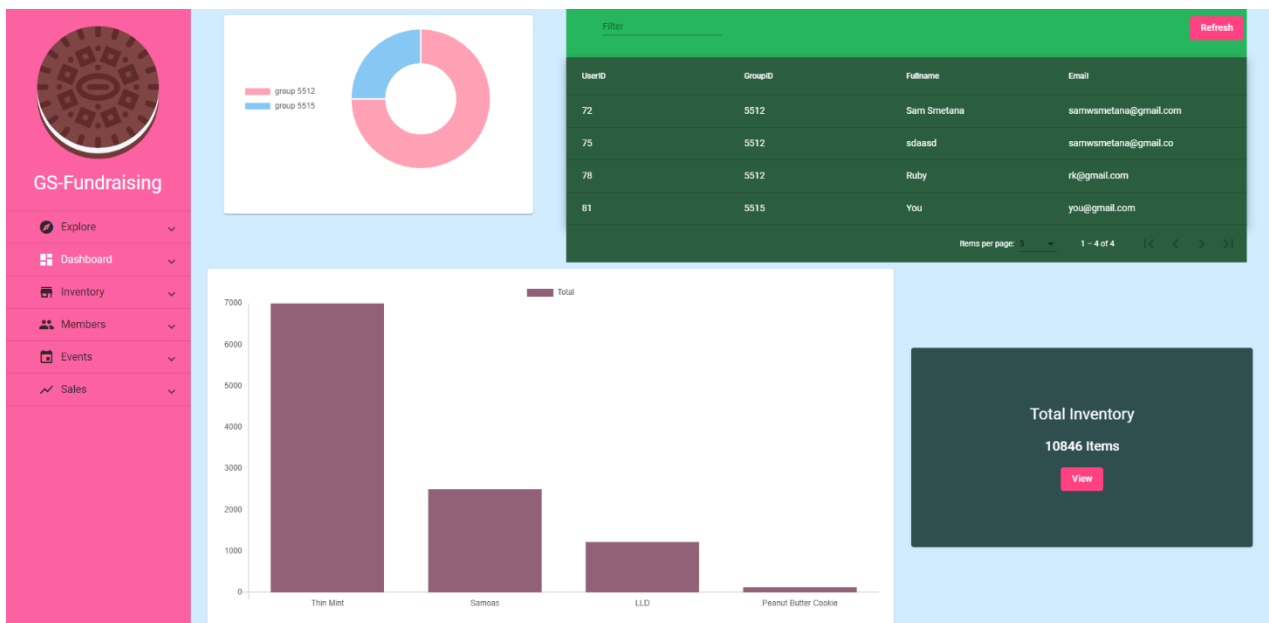 GS-Fundraising
Explore
Dashboard
Inventory
Members
Events
Sales
group 5512
group 5515
Filter
Refresh
UserID GroupID Fullname Email
72 5512 Sam Smetana samwsmetana@gmail.com
75 5512 sdaasd samwsmetana@gmail.co
78 5512 Ruby rk@gmail.com
81 5515 You you@gmail.com
Items per page: 5 1 – 4 of 4
Total
7000
6000
5000
4000
3000
2000
1000
0
Thin Mint Samoas LLD Peanut Butter Cookie
Total Inventory
10846 Items
View